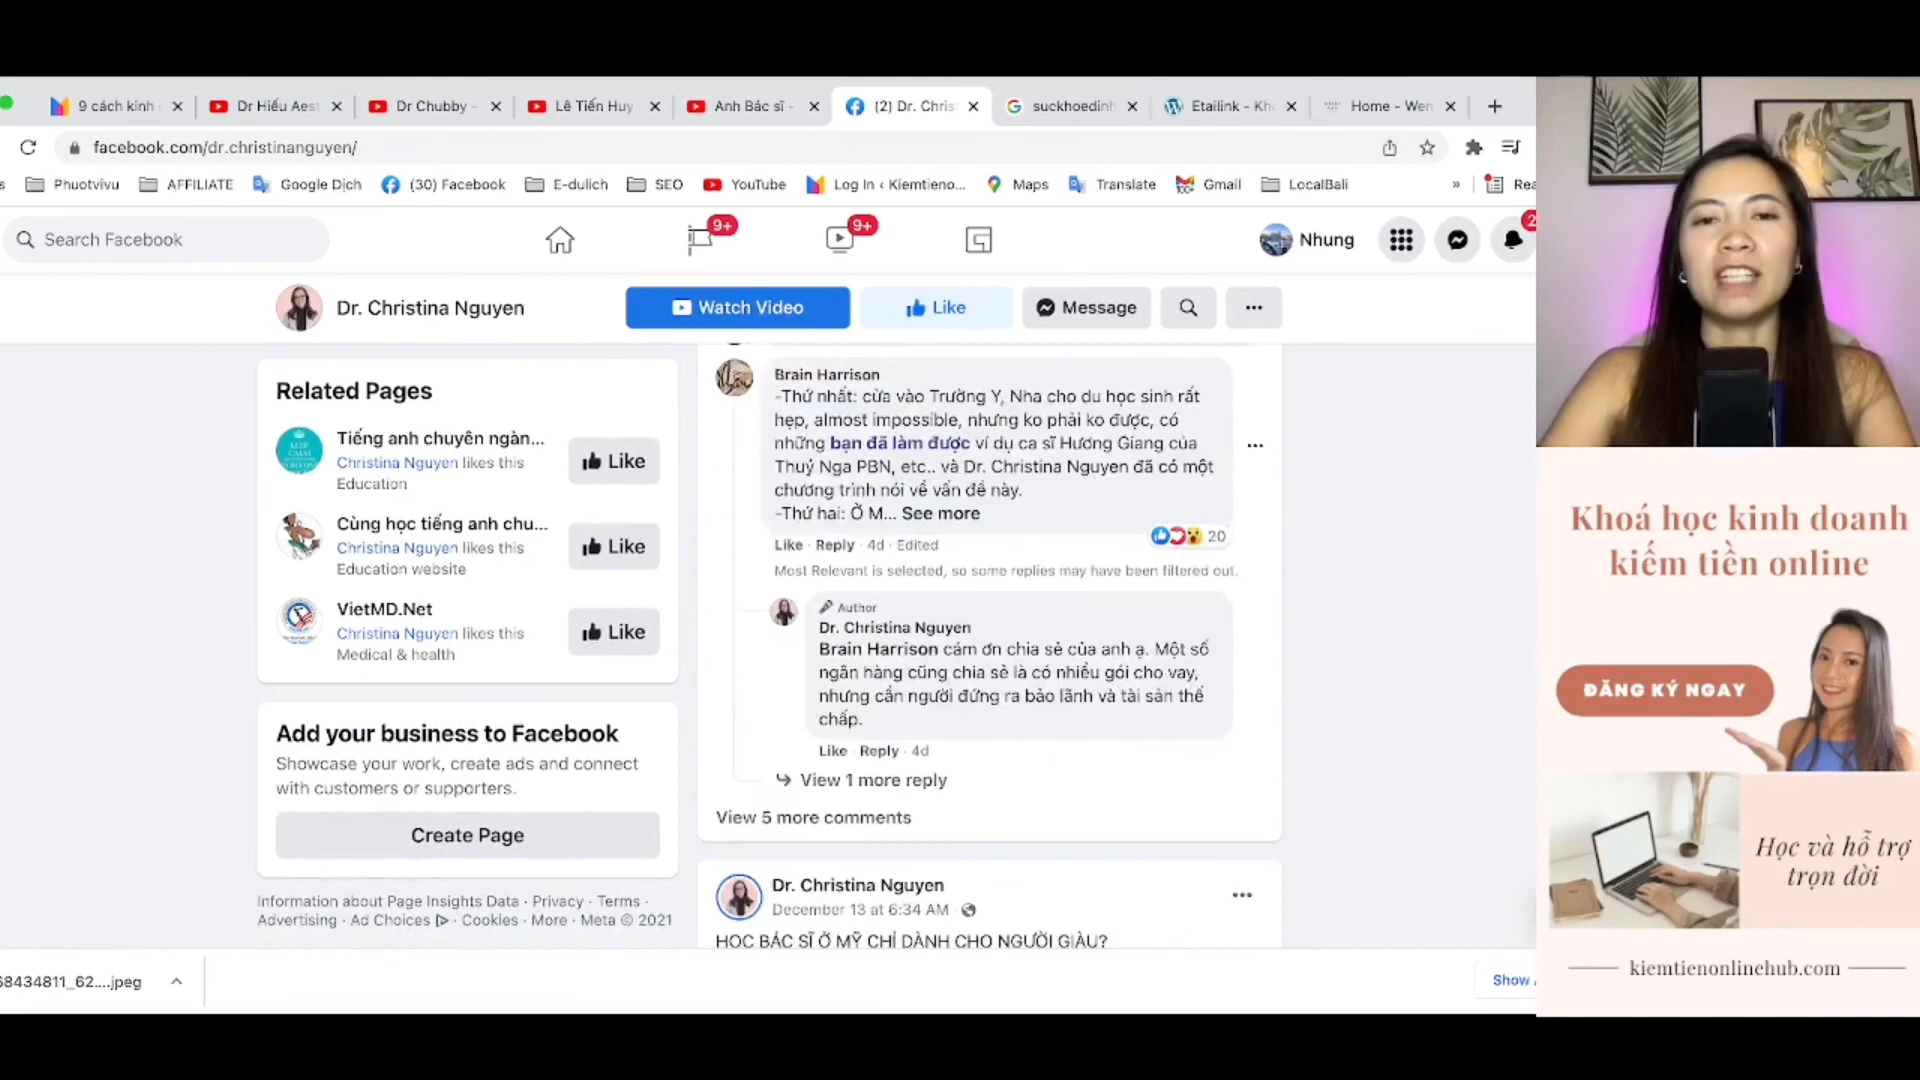 9 cách kinh
Dr Hiếu Aes
Dr Chubby -
Lê Tiến Huy
Anh Bác sĩ -
(2) Dr. Chris
suckhoedinh
Etailink - Kh
Home - Wen
facebook.com/dr.christinanguyen/
s
Phuotvivu
AFFILIATE
Google Dịch
(30) Facebook
E-dulich
SEO
YouTube
Log In ‹ Kiemtieno...
Maps
Translate
Gmail
LocalBali
»
Rea
Search Facebook
9+
9+
Nhung
2
Dr. Christina Nguyen
Watch Video
Like
Message
Related Pages
Tiếng anh chuyên ngàn...
Christina Nguyen likes this
Education
Like
Cùng học tiếng anh chu...
Christina Nguyen likes this
Education website
Like
VietMD.Net
Christina Nguyen likes this
Medical & health
Like
Add your business to Facebook
Showcase your work, create ads and connect
with customers or supporters.
Create Page
Information about Page Insights Data · Privacy · Terms ·
Advertising · Ad Choices · Cookies · More · Meta © 2021
Brain Harrison
-Thứ nhất: cửa vào Trường Y, Nha cho du học sinh rất
hẹp, almost impossible, nhưng ko phải ko được, có
những bạn đã làm được ví dụ ca sĩ Hương Giang của
Thuý Nga PBN, etc.. và Dr. Christina Nguyen đã có một
chương trình nói về vấn đề này.
-Thứ hai: Ở M... See more
20
Like · Reply · 4d · Edited
Most Relevant is selected, so some replies may have been filtered out.
Author
Dr. Christina Nguyen
Brain Harrison cám ơn chia sẻ của anh ạ. Một số
ngân hàng cũng chia sẻ là có nhiều gói cho vay,
nhưng cần người đứng ra bảo lãnh và tài sản thế
chấp.
Like · Reply · 4d
View 1 more reply
View 5 more comments
Dr. Christina Nguyen
December 13 at 6:34 AM ·
HỌC BÁC SĨ Ở MỸ CHỈ DÀNH CHO NGƯỜI GIÀU?
68434811_62....jpeg
Show
Khoá học kinh doanh
kiếm tiền online
ĐĂNG KÝ NGAY
Học và hỗ trợ
trọn đời
kiemtienonlinehub.com